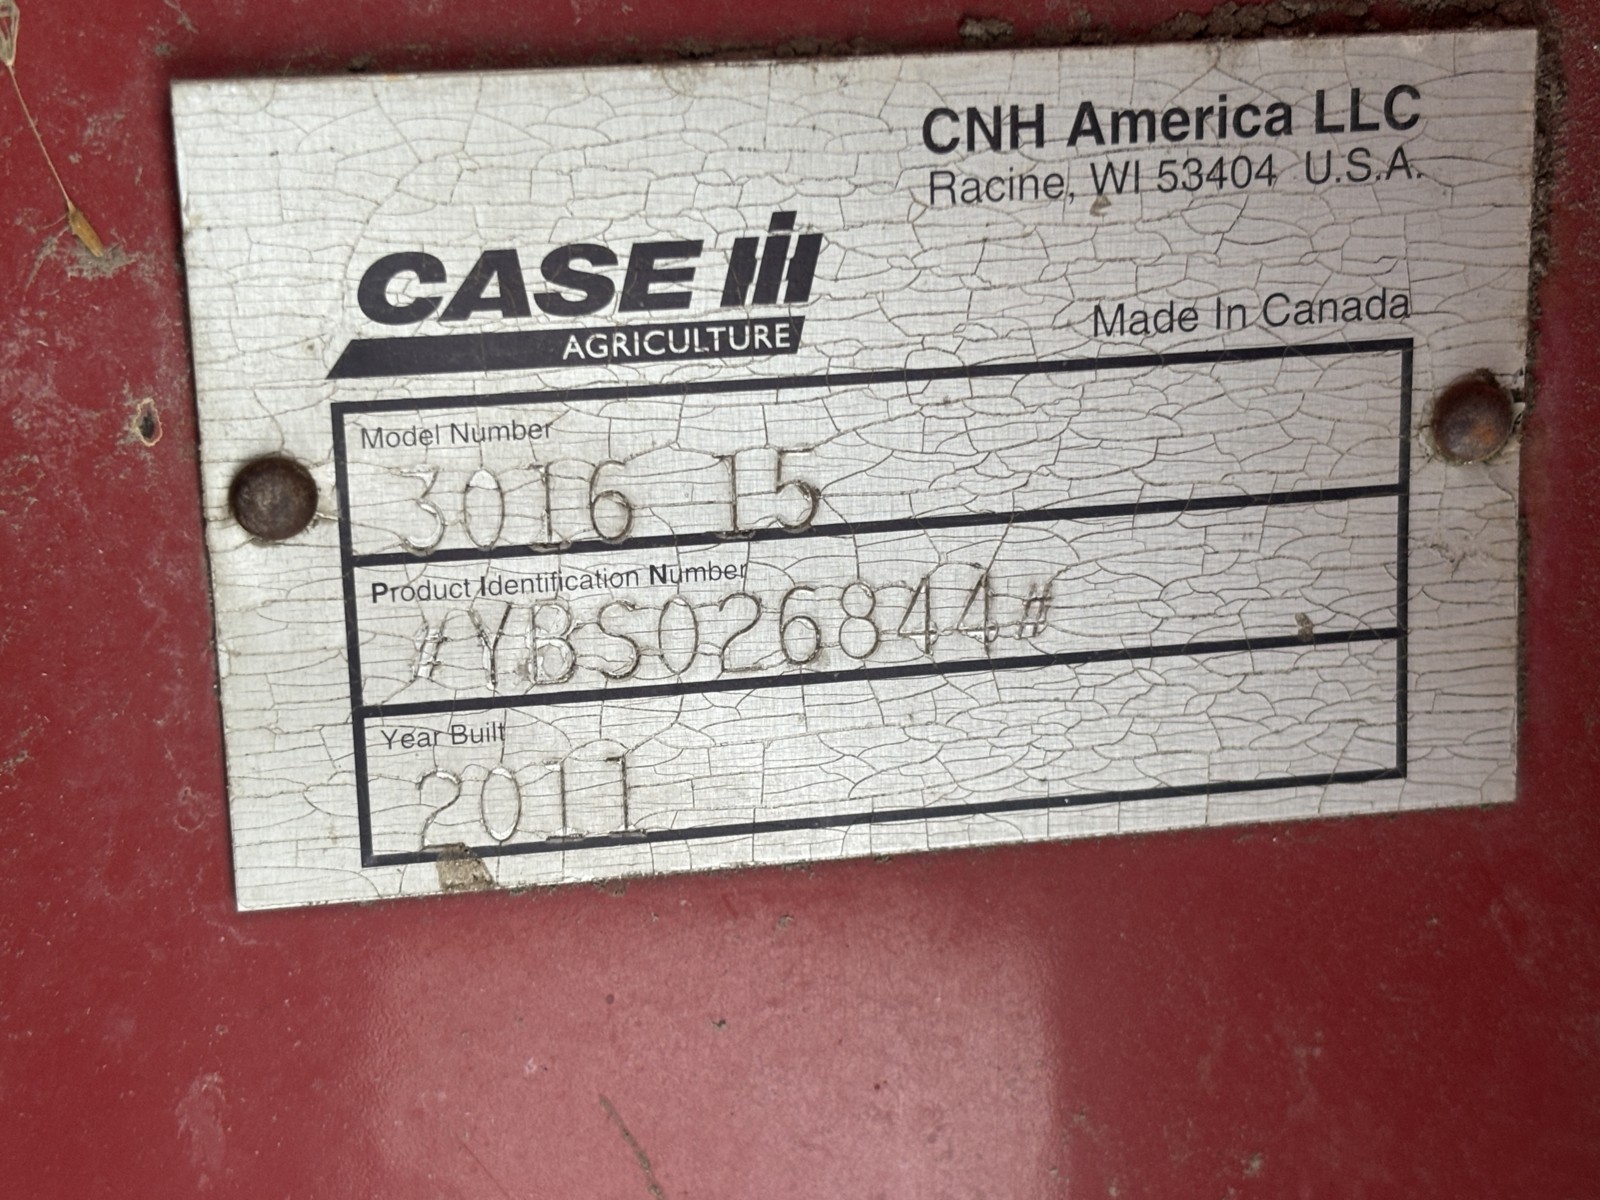 CNH America LLC
Racine, WI 53404 U.S.A.
CASE IH
AGRICULTURE
Made In Canada
Model Number
3016 15
Product Identification Number
#YBS026844#
Year Built
2011